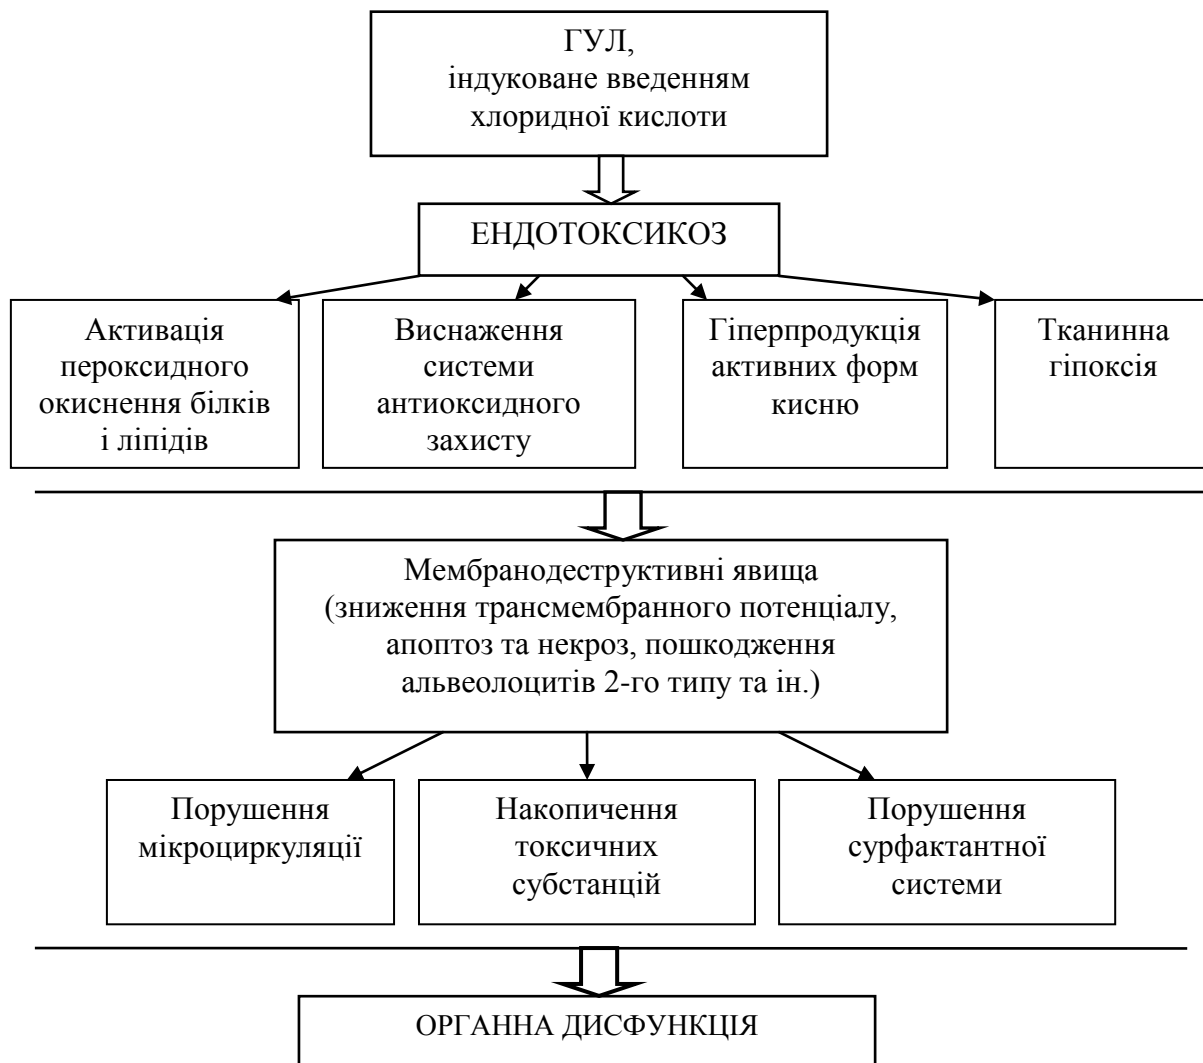 ГУЛ,
індуковане введенням
хлоридної кислоти
ЕНДОТОКСИКОЗ
Активація
пероксидного
окиснення білків
і ліпідів
Виснаження
системи
антиоксидного
захисту
Гіперпродукція
активних форм
кисню
Тканинна
гіпоксія
Мембранодеструктивні явища
(зниження трансмембранного потенціалу,
апоптоз та некроз, пошкодження
альвеолоцитів 2-го типу та ін.)
Порушення
мікроциркуляції
Накопичення
токсичних
субстанцій
Порушення
сурфактантної
системи
ОРГАННА ДИСФУНКЦІЯ